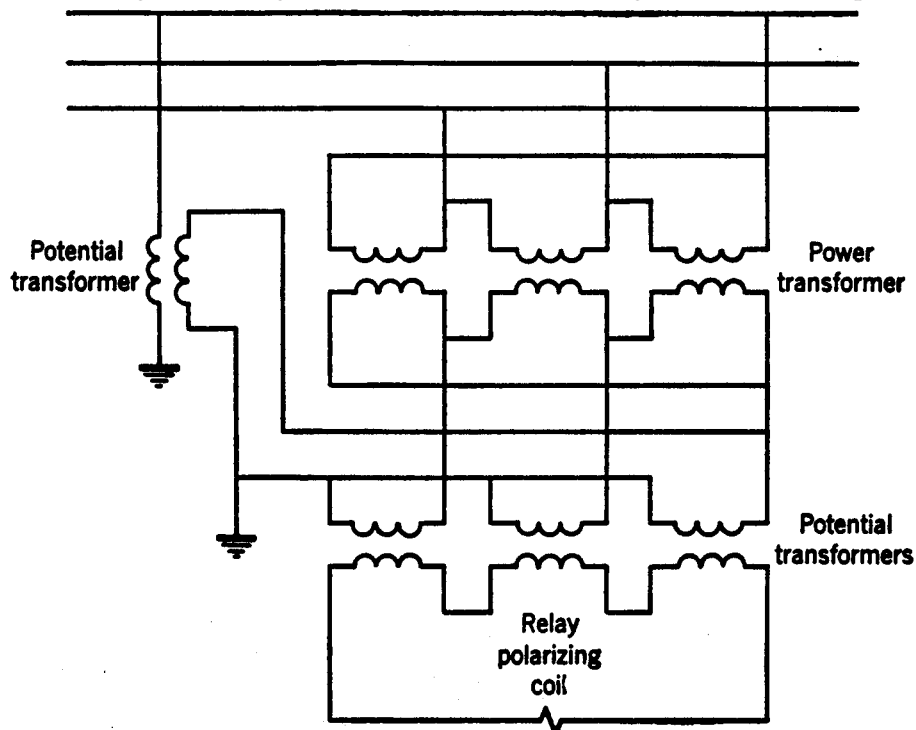 Potential
transformer
Power
transformer
Potential
transformers
Relay
polarizing
coil